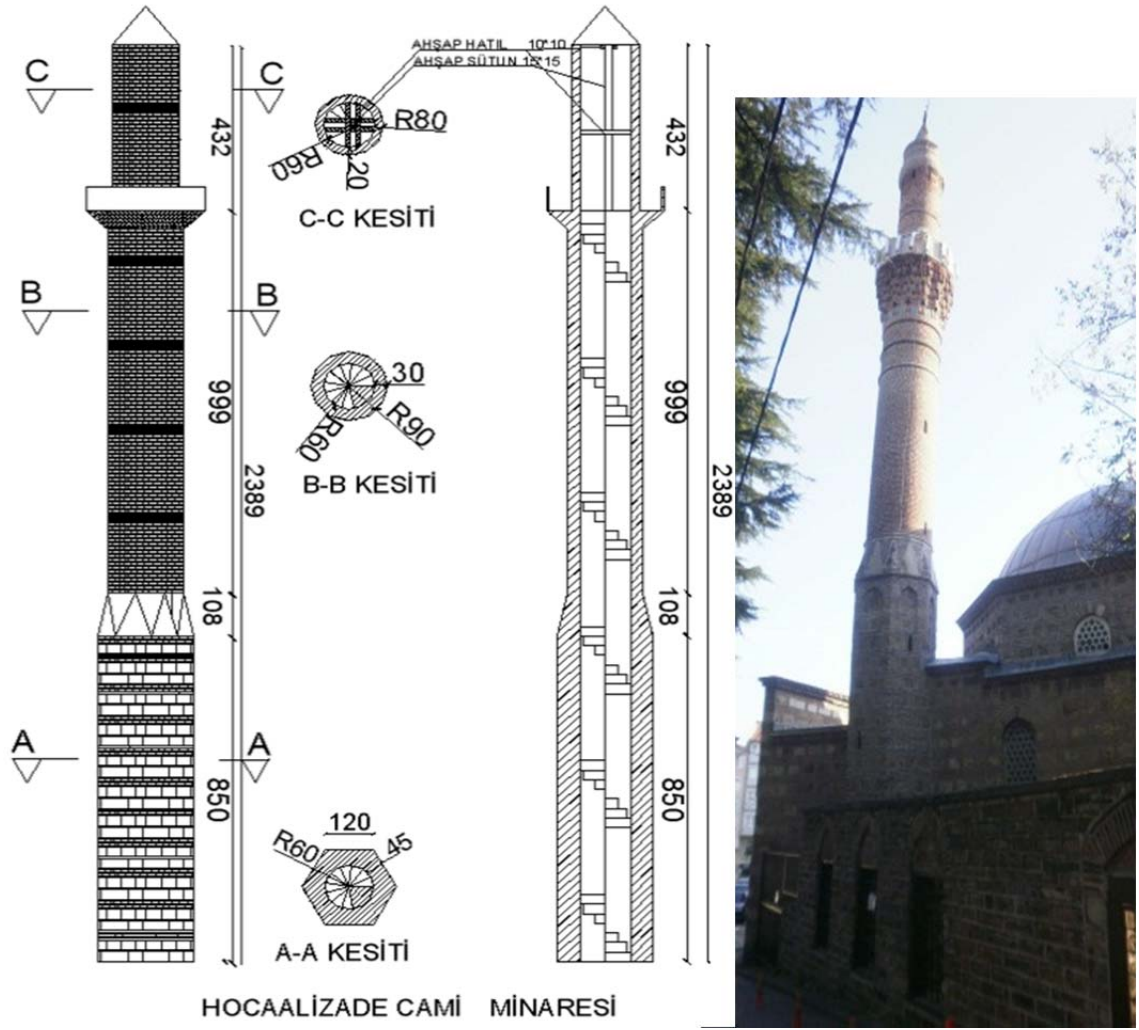 AHŞAP HATIL 10*10
AHŞAP SÜTUN 15*15
C C
432
R80
R60
20
C-C KESİTİ
432
B B
999
30
R60
R90
B-B KESİTİ
999
2389
2389
108
108
A A
850
120
45
R60
A-A KESİTİ
850
HOCAALİZADE CAMİ MİNARESİ